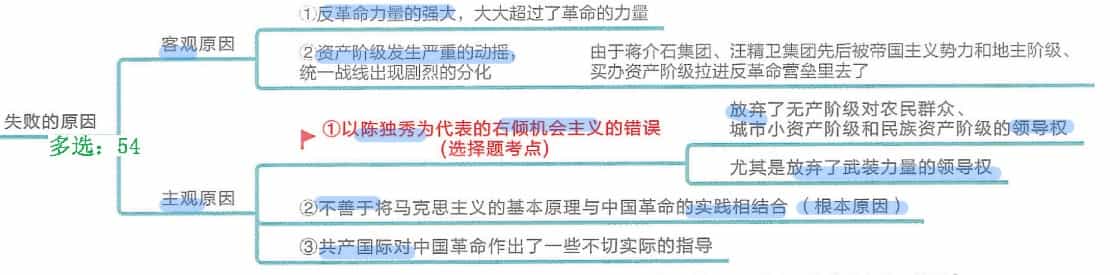 ①反革命力量的强大，大大超过了革命的力量
客观原因
②资产阶级发生严重的动摇，
统一战线出现剧烈的分化
由于蒋介石集团、汪精卫集团先后被帝国主义势力和地主阶级、
买办资产阶级拉进反革命营垒里去了
失败的原因
多选：54
①以陈独秀为代表的右倾机会主义的错误
(选择题考点)
放弃了无产阶级对农民群众、
城市小资产阶级和民族资产阶级的领导权
尤其是放弃了武装力量的领导权
主观原因
②不善于将马克思主义的基本原理与中国革命的实践相结合（根本原因）
③共产国际对中国革命作出了一些不切实际的指导